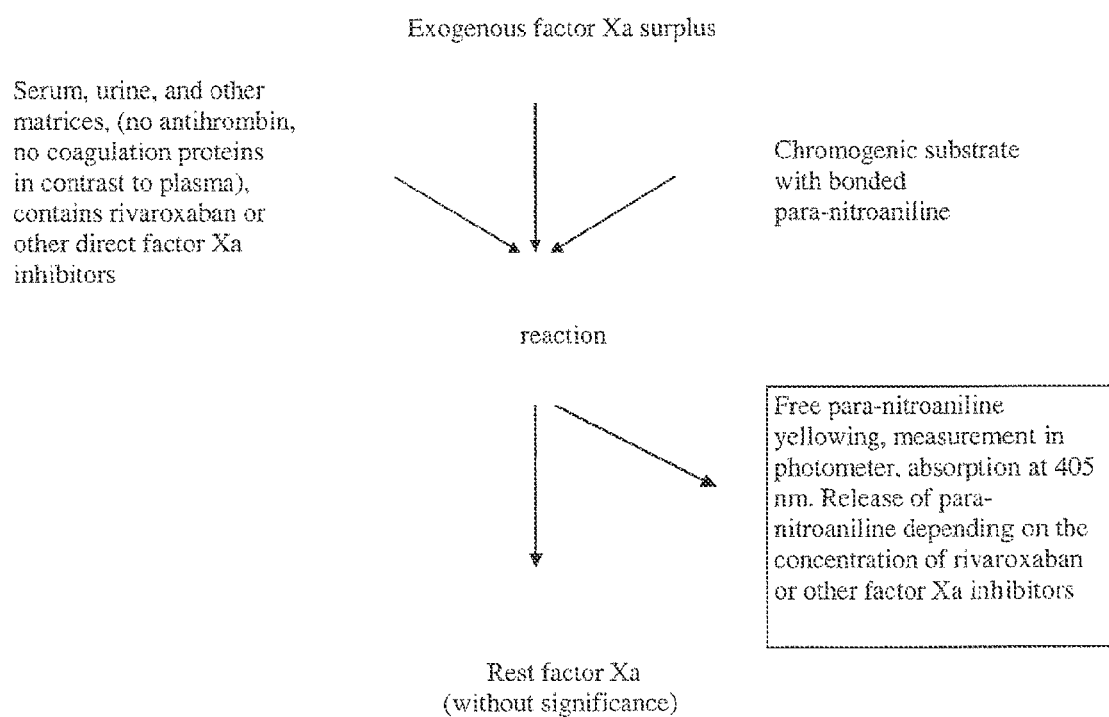 Exogenous factor Xa surplus
Serum, urine, and other
matrices, (no antihrombin,
no coagulation proteins
in contrast to plasma),
contains rivaroxaban or
other direct factor Xa
inhibitors
Chromogenic substrate
with bonded
para-nitroaniline
reaction
Free para-nitroaniline
yellowing, measurement in
photometer, absorption at 405
nm. Release of para-
nitroaniline depending on the
concentration of rivaroxaban
or other factor Xa inhibitors
Rest factor Xa
(without significance)